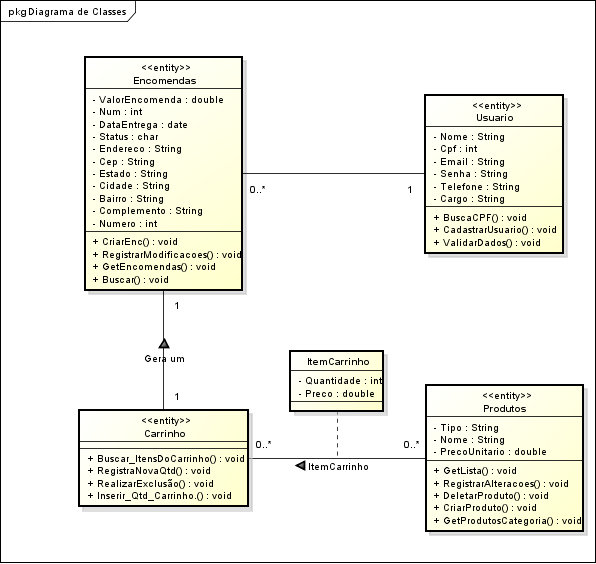 pkg Diagrama de Classes
<<entity>>
Encomendas
- ValorEncomenda : double
- Num : int
- DataEntrega : date
- Status : char
- Endereco : String
- Cep : String
- Estado : String
- Cidade : String
- Bairro : String
- Complemento : String
- Numero : int
+ CriarEnc() : void
+ RegistrarModificacoes() : void
+ GetEncomendas() : void
+ Buscar() : void
0..*
1
<<entity>>
Usuario
- Nome : String
- Cpf : int
- Email : String
- Senha : String
- Telefone : String
- Cargo : String
+ BuscaCPF() : void
+ CadastrarUsuario() : void
+ ValidarDados() : void
1
Gera um
1
<<entity>>
Carrinho
+ Buscar_ItensDoCarrinho() : void
+ RegistraNovaQtd() : void
+ RealizarExclusão() : void
+ Inserir_Qtd_Carrinho.() : void
ItemCarrinho
- Quantidade : int
- Preco : double
0..*
0..*
ItemCarrinho
<<entity>>
Produtos
- Tipo : String
- Nome : String
- PrecoUnitario : double
+ GetLista() : void
+ RegistrarAlteracoes() : void
+ DeletarProduto() : void
+ CriarProduto() : void
+ GetProdutosCategoria() : void